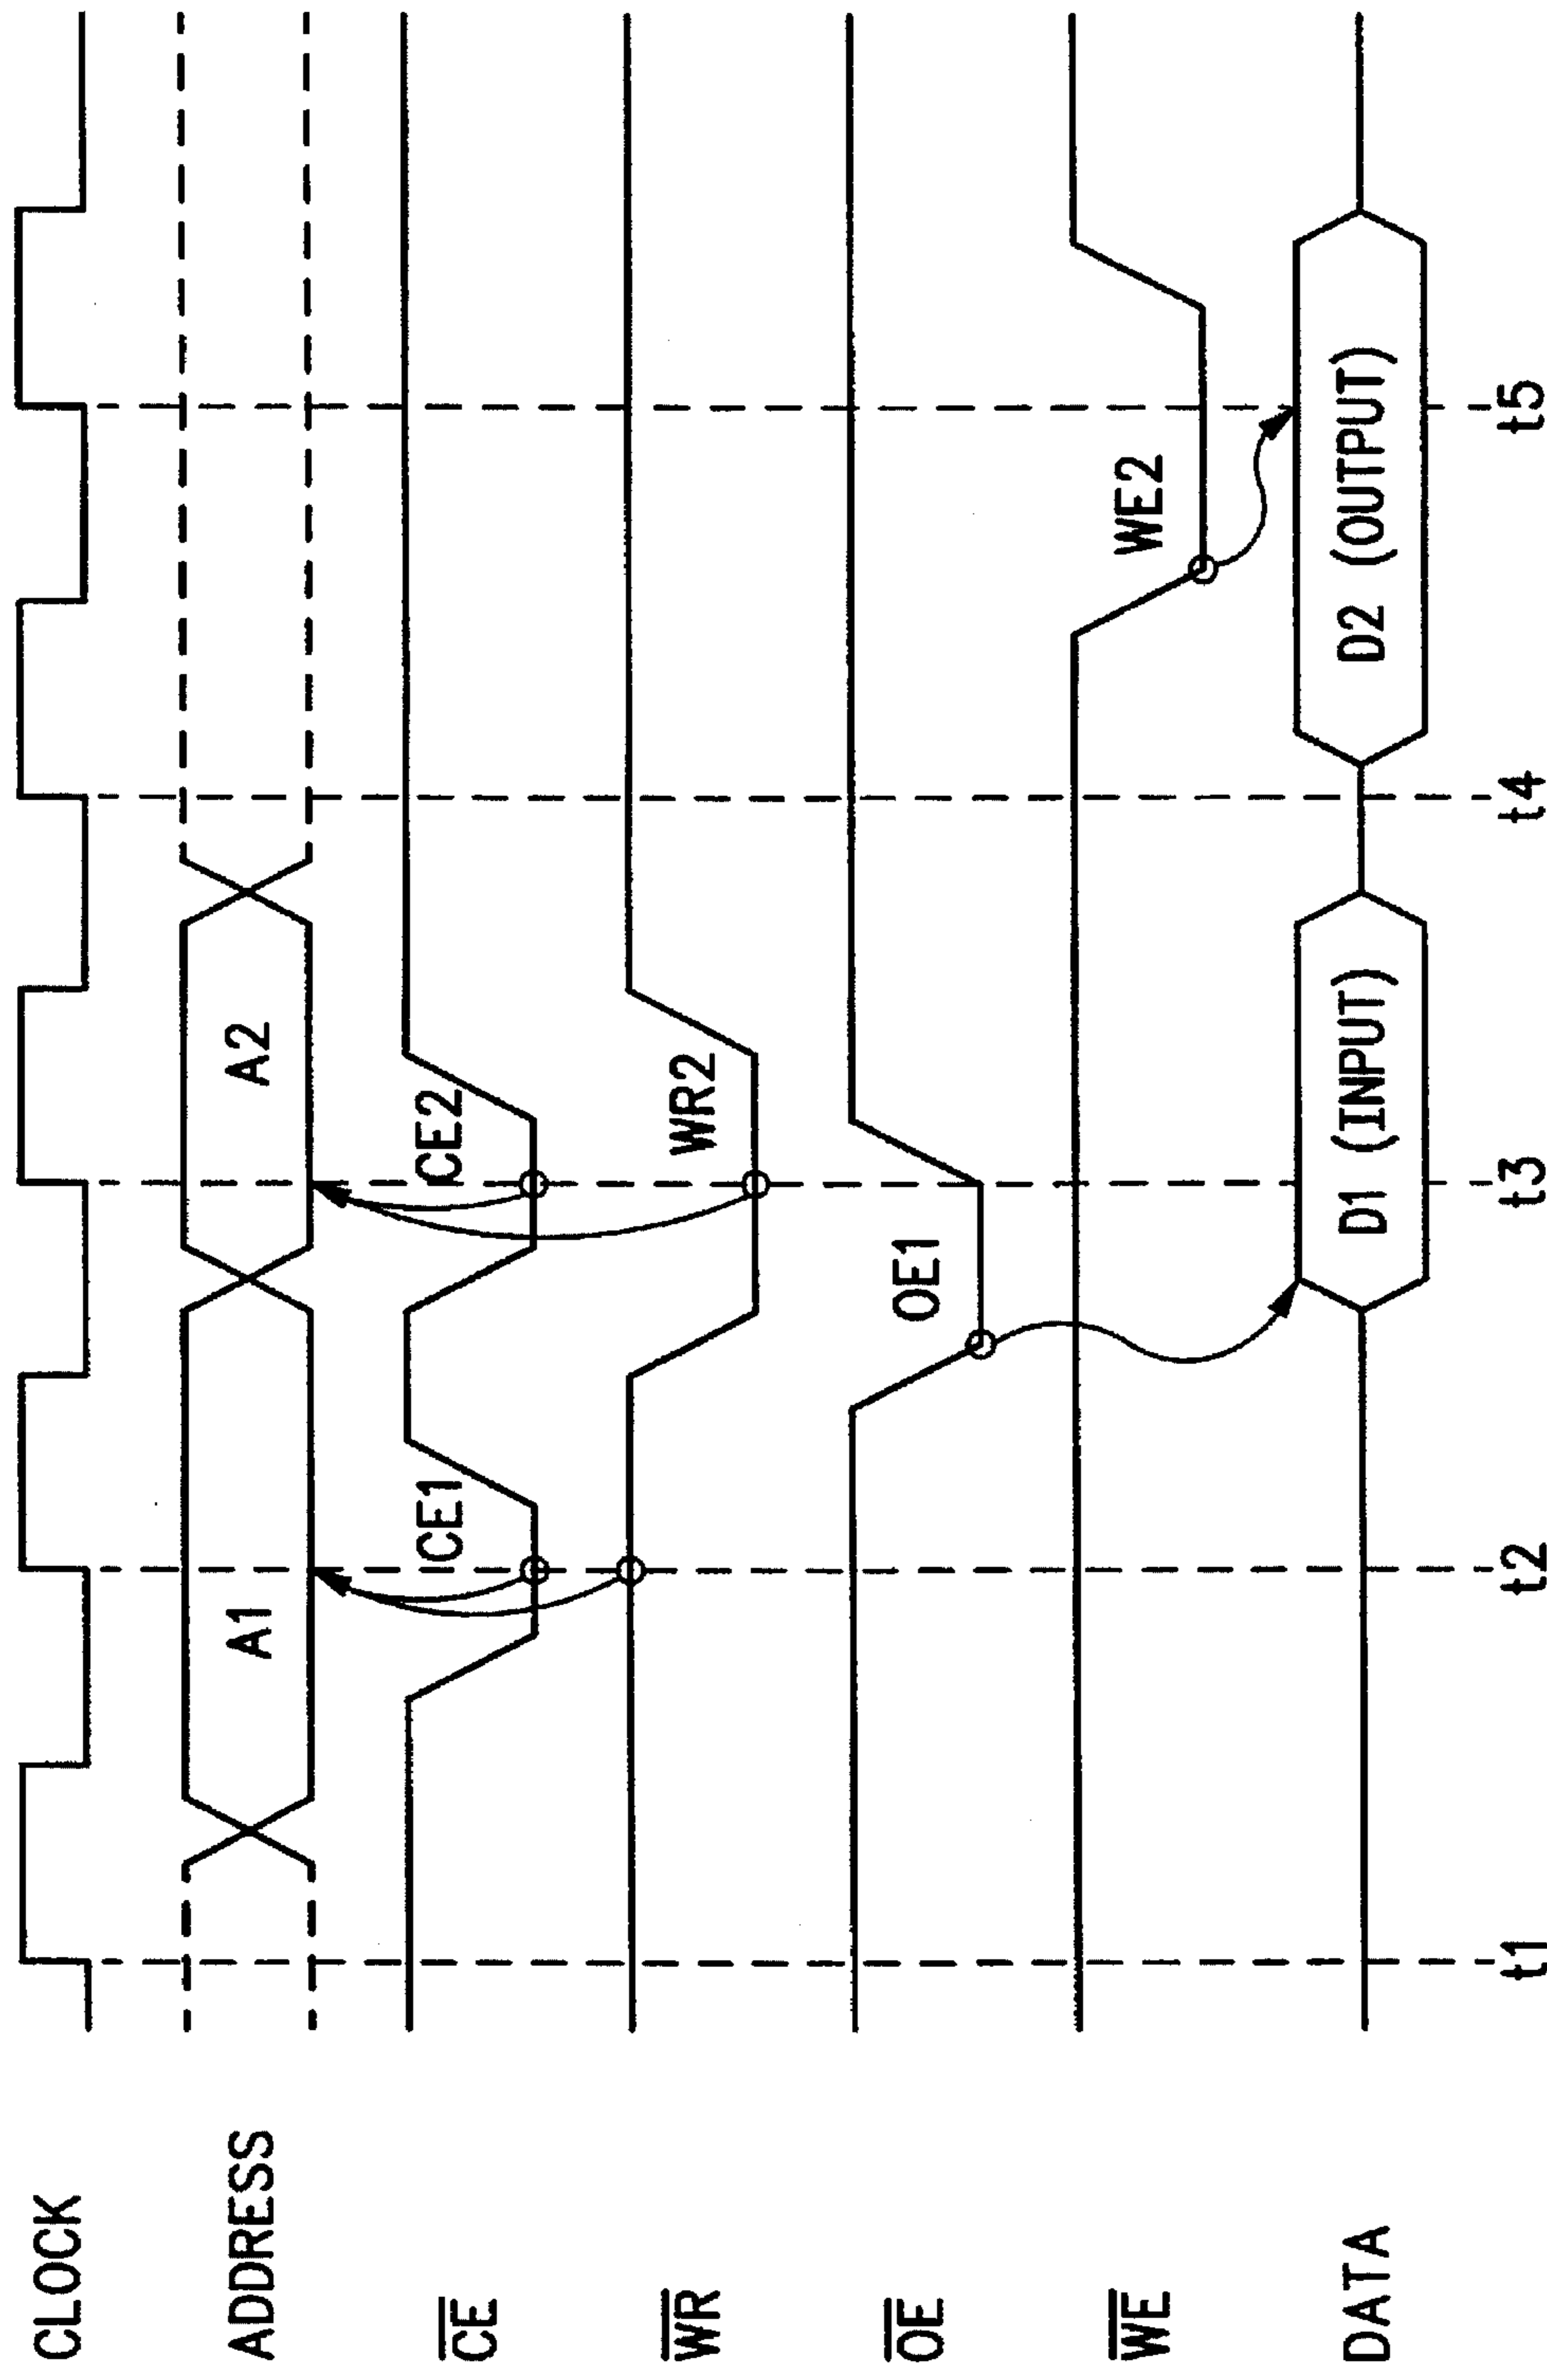 CLOCK
ADDRESS
A1
A2
CE
CE1
CE2
WR
WR2
OE
OE1
WE
WE2
DATA
D1 (INPUT)
D2 (OUTPUT)
t1
t2
t3
t4
t5